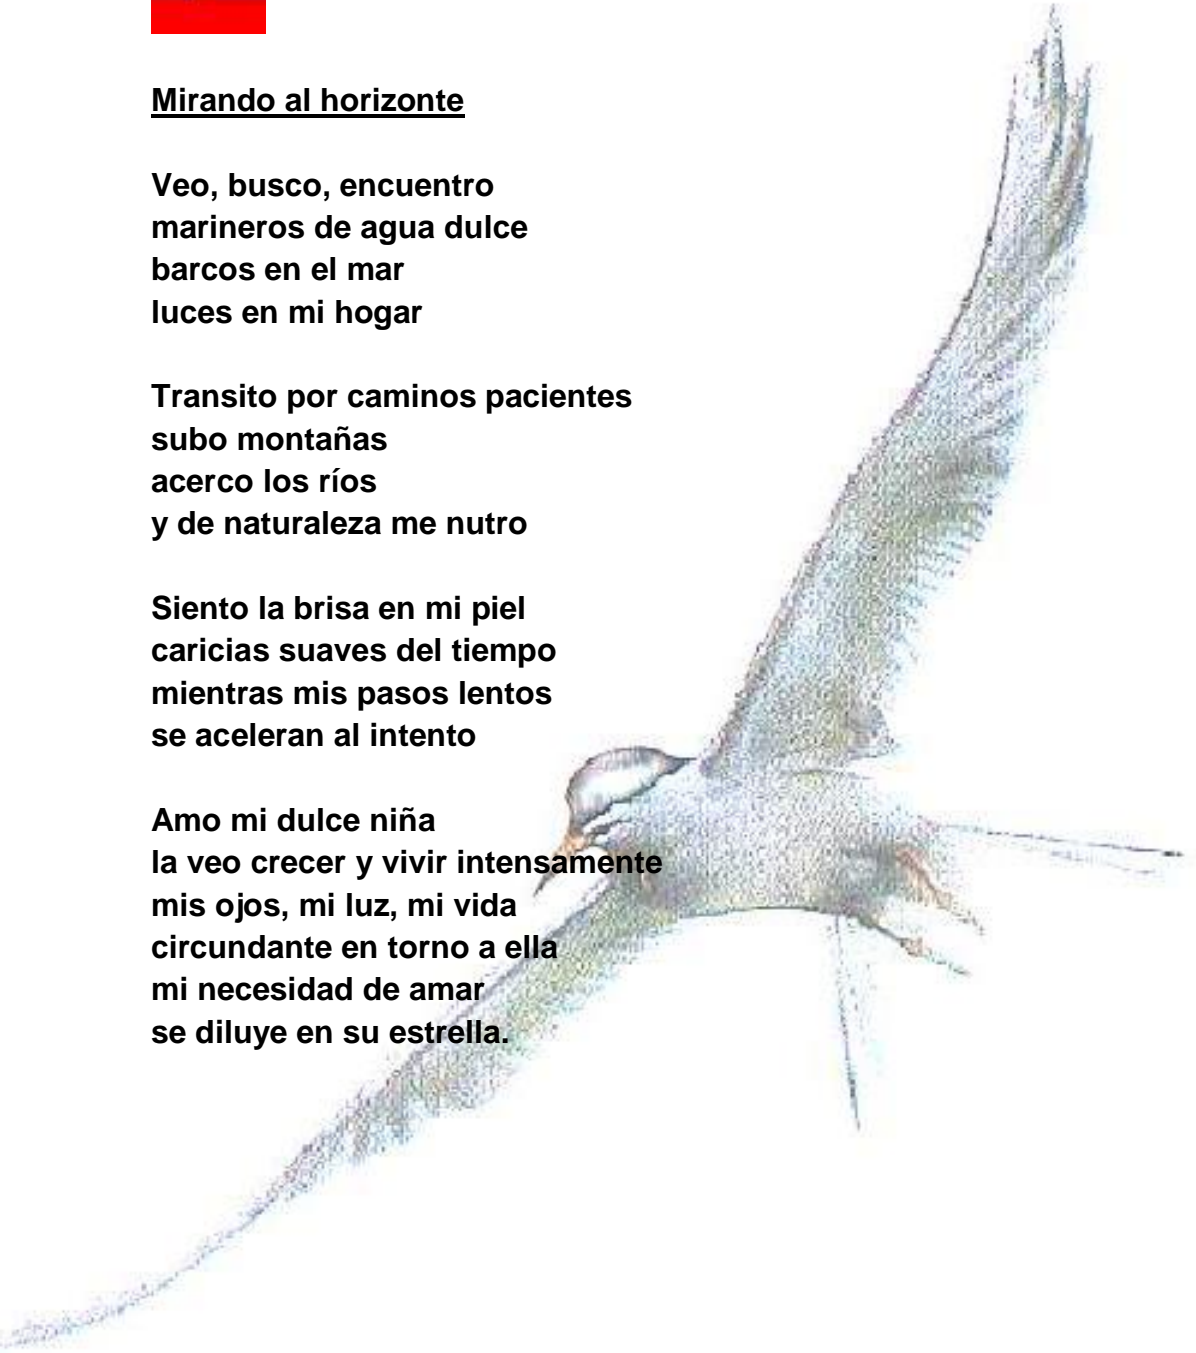 Mirando al horizonte
Veo, busco, encuentro
marineros de agua dulce
barcos en el mar
luces en mi hogar
Transito por caminos pacientes
subo montañas
acerco los ríos
y de naturaleza me nutro
Siento la brisa en mi piel
caricias suaves del tiempo
mientras mis pasos lentos
se aceleran al intento
Amo mi dulce niña
la veo crecer y vivir intensamente
mis ojos, mi luz, mi vida
circundante en torno a ella
mi necesidad de amar
se diluye en su estrella.